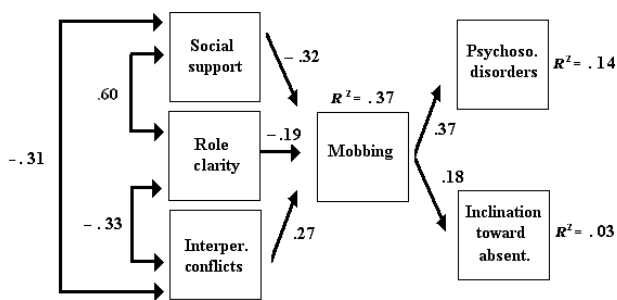 Social
support
– .32
Psychoso.
disorders
R² = .14
.60
R² = .37
– .31
Role
clarity
– .19
Mobbing
.37
.18
– .33
Interper.
conflicts
.27
Inclination
toward
absent.
R² = .03